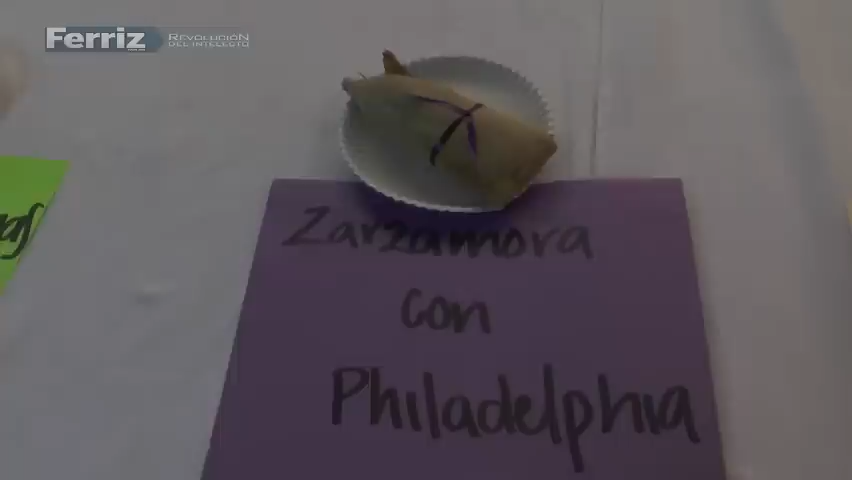 Ferriz
REVOLUCIÓN
DEL INTELECTO
Zarzamora
con
Philadelphia